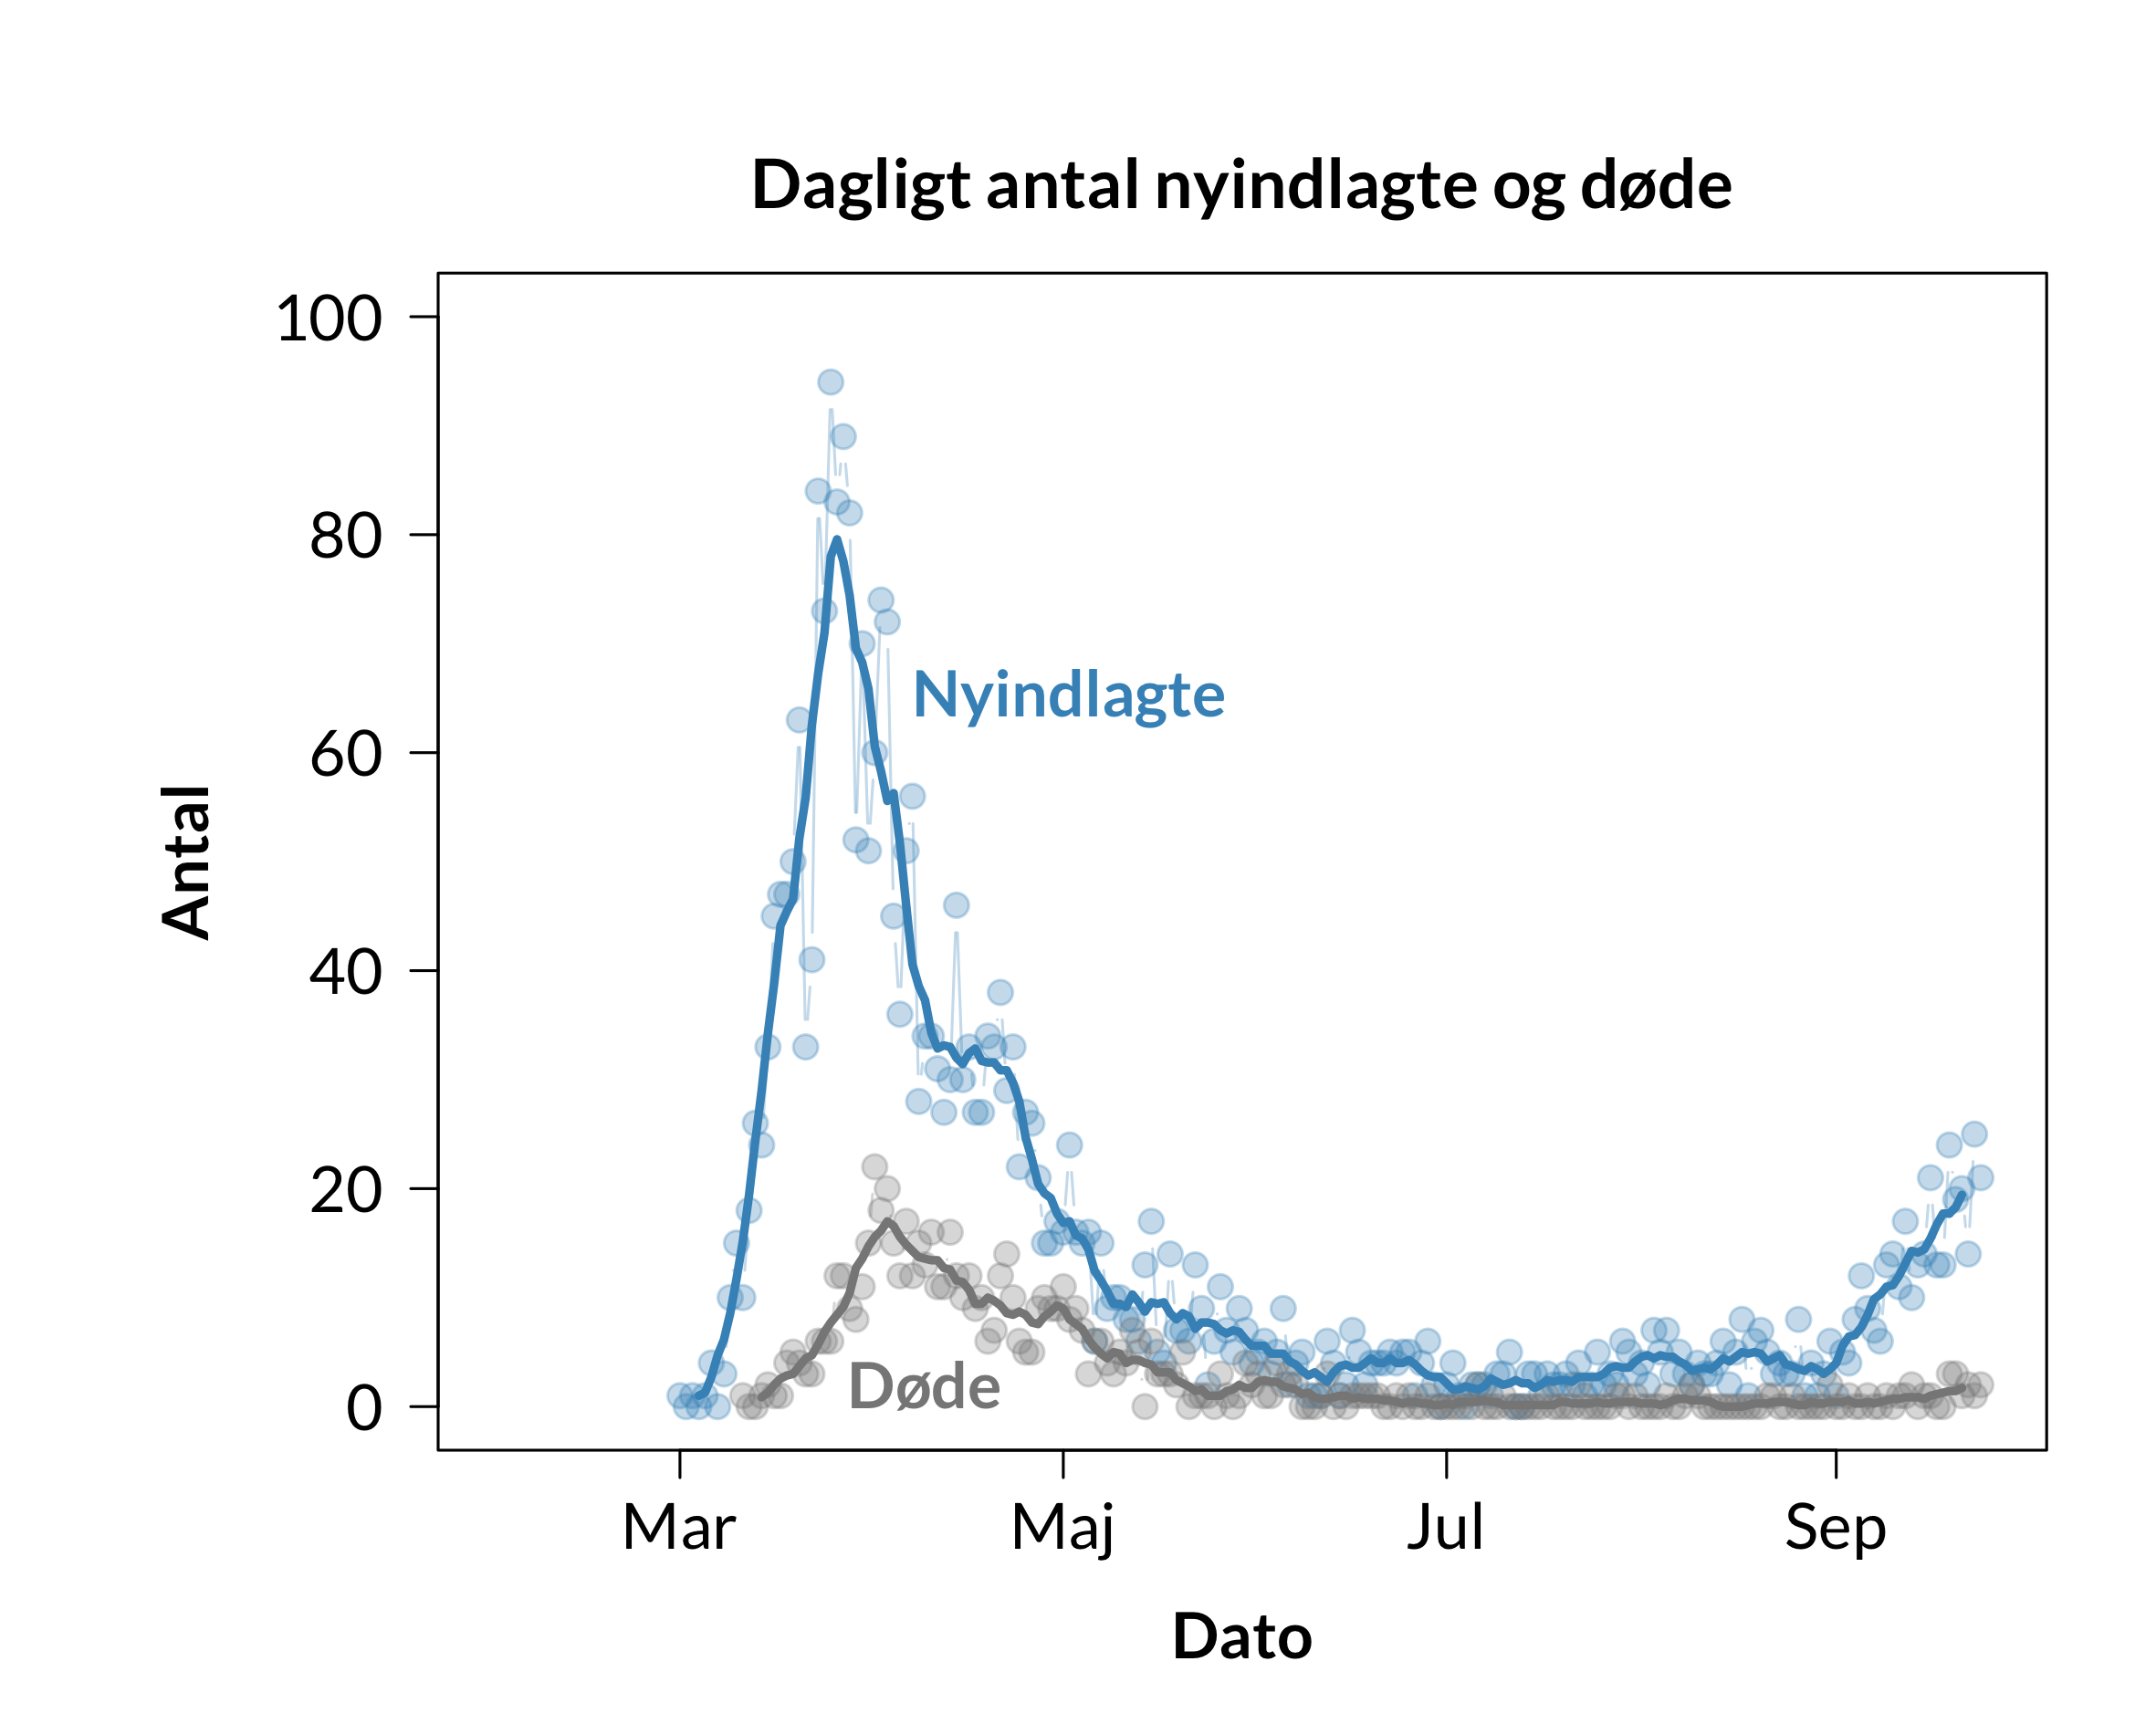 Dagligt antal nyindlagte og døde
100
80
60
40
20
0
Antal
Nyindlagte
Døde
Mar Maj Jul Sep
Dato